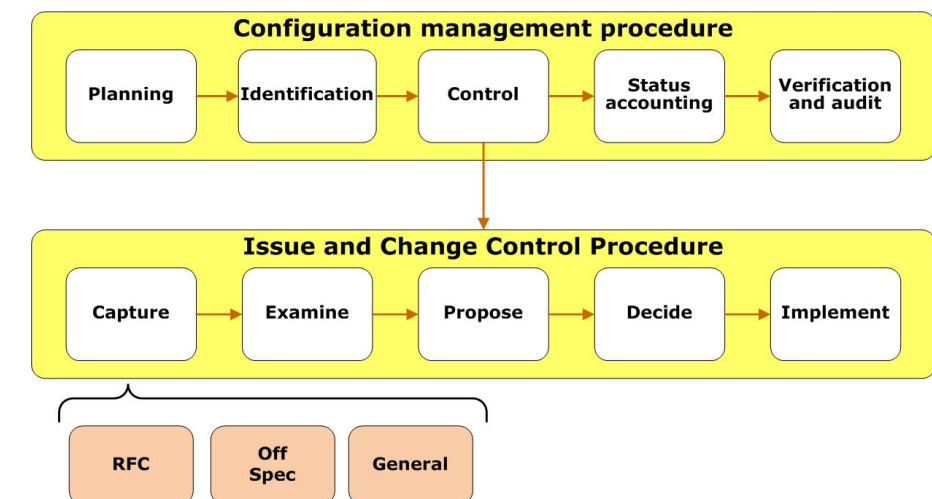 Configuration management procedure
Planning
Identification
Control
Status
accounting
Verification
and audit
Issue and Change Control Procedure
Capture
Examine
Propose
Decide
Implement
RFC
Off
Spec
General